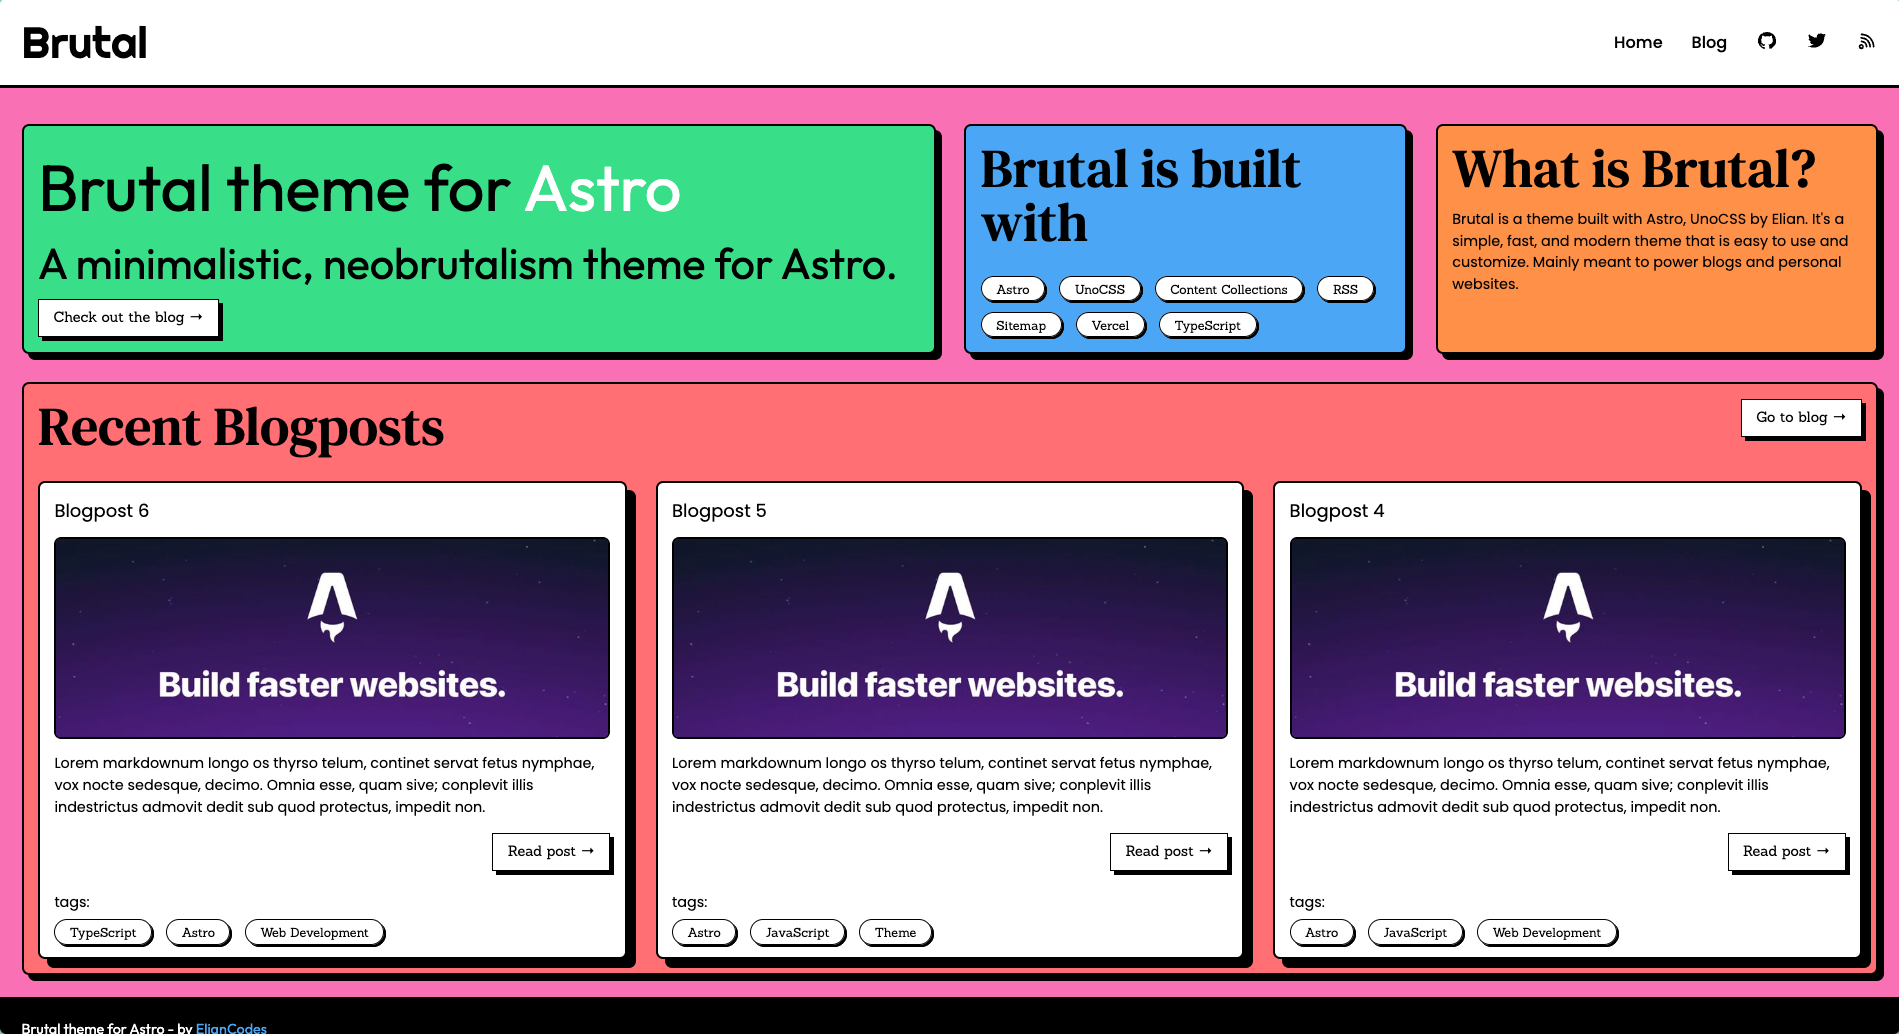 Brutal
Home Blog
Brutal theme for Astro
A minimalistic, neobrutalism theme for Astro.
Check out the blog →
Brutal is built
with
Astro UnoCSS Content Collections RSS
Sitemap Vercel TypeScript
What is Brutal?
Brutal is a theme built with Astro, UnoCSS by Elian. It's a
simple, fast, and modern theme that is easy to use and
customize. Mainly meant to power blogs and personal
websites.
Recent Blogposts
Go to blog →
Blogpost 6
Build faster websites.
Lorem markdownum longo os thyrso telum, continet servat fetus nymphae,
vox nocte sedesque, decimo. Omnia esse, quam sive; conplevit illis
indestrictus admovit dedit sub quod protectus, impedit non.
Read post →
tags:
TypeScript Astro Web Development
Blogpost 5
Build faster websites.
Lorem markdownum longo os thyrso telum, continet servat fetus nymphae,
vox nocte sedesque, decimo. Omnia esse, quam sive; conplevit illis
indestrictus admovit dedit sub quod protectus, impedit non.
Read post →
tags:
Astro JavaScript Theme
Blogpost 4
Build faster websites.
Lorem markdownum longo os thyrso telum, continet servat fetus nymphae,
vox nocte sedesque, decimo. Omnia esse, quam sive; conplevit illis
indestrictus admovit dedit sub quod protectus, impedit non.
Read post →
tags:
Astro JavaScript Web Development
Brutal theme for Astro - by ElianCodes